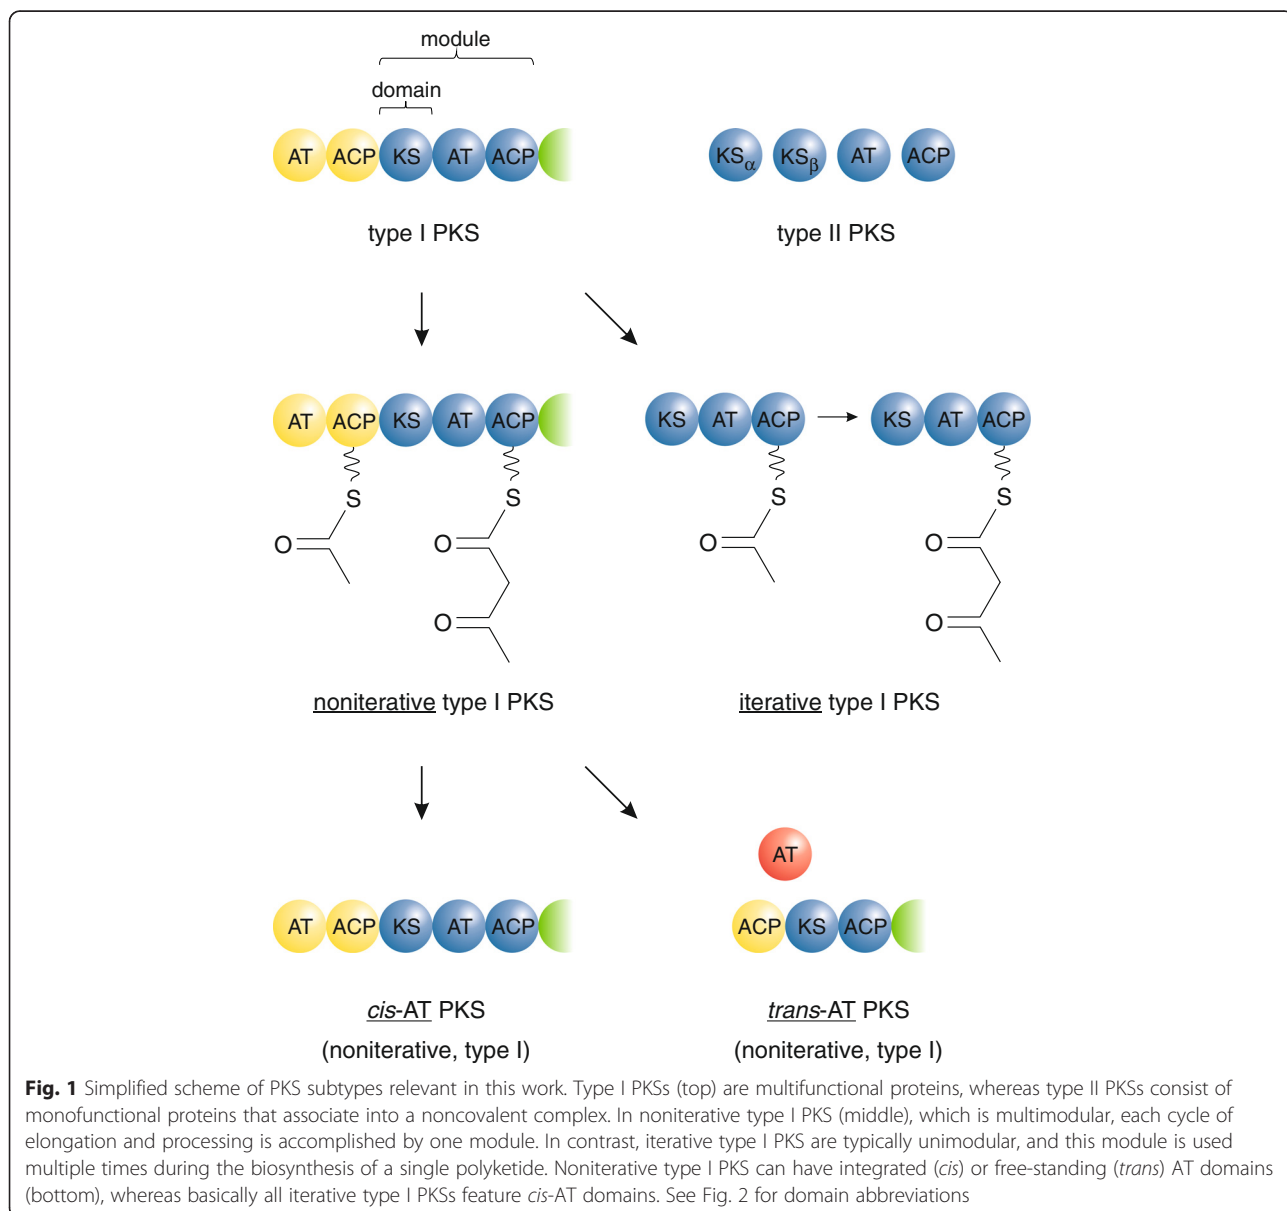 module
domain
AT ACP KS AT ACP
KSα KSβ AT ACP
type I PKS
type II PKS
AT ACP KS AT ACP
KS AT ACP
KS AT ACP
S
S
S
S
O
O
O
O
O
O
noniterative type I PKS
iterative type I PKS
AT
AT ACP KS AT ACP
ACP KS ACP
cis-AT PKS
(noniterative, type I)
trans-AT PKS
(noniterative, type I)
Fig. 1 Simplified scheme of PKS subtypes relevant in this work. Type I PKSs (top) are multifunctional proteins, whereas type II PKSs consist of
monofunctional proteins that associate into a noncovalent complex. In noniterative type I PKS (middle), which is multimodular, each cycle of
elongation and processing is accomplished by one module. In contrast, iterative type I PKS are typically unimodular, and this module is used
multiple times during the biosynthesis of a single polyketide. Noniterative type I PKS can have integrated (cis) or free-standing (trans) AT domains
(bottom), whereas basically all iterative type I PKSs feature cis-AT domains. See Fig. 2 for domain abbreviations